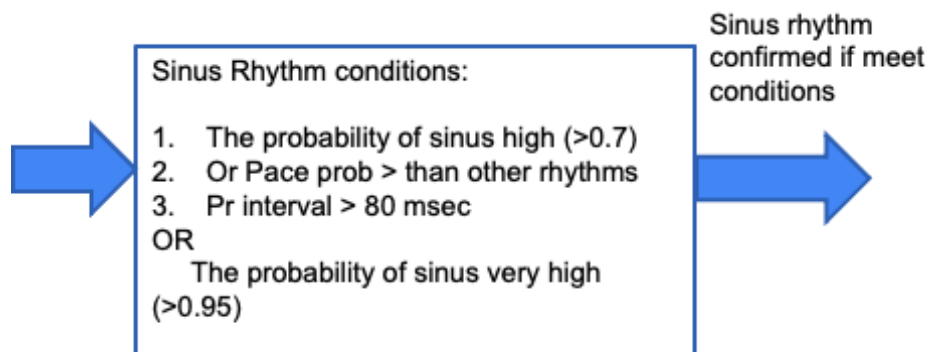 Sinus Rhythm conditions:
1. The probability of sinus high (>0.7)
2. Or Pace prob > than other rhythms
3. Pr interval > 80 msec
OR
The probability of sinus very high
(>0.95)
Sinus rhythm
confirmed if meet
conditions